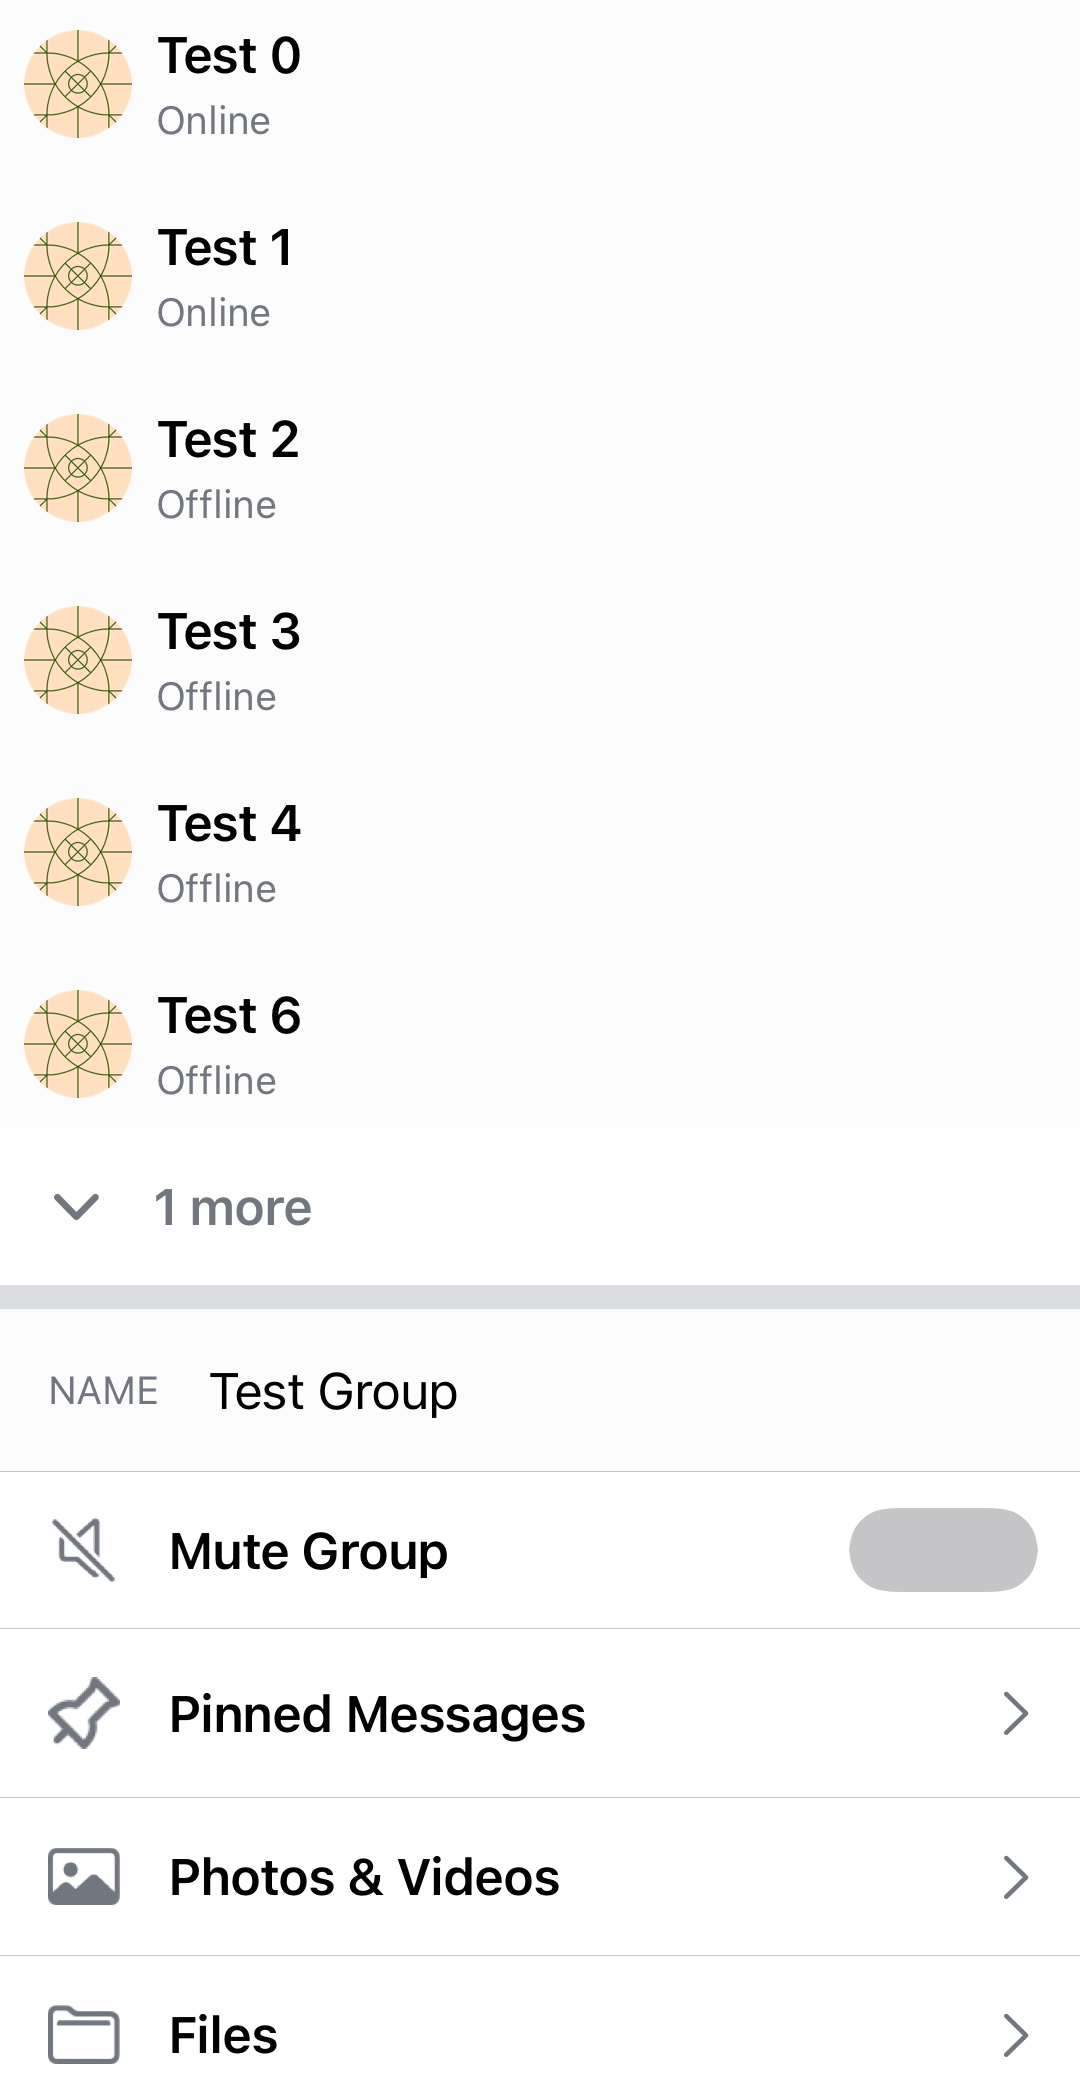 Test 0
Online
Test 1
Online
Test 2
Offline
Test 3
Offline
Test 4
Offline
Test 6
Offline
1 more
NAME Test Group
Mute Group
Pinned Messages
Photos & Videos
Files